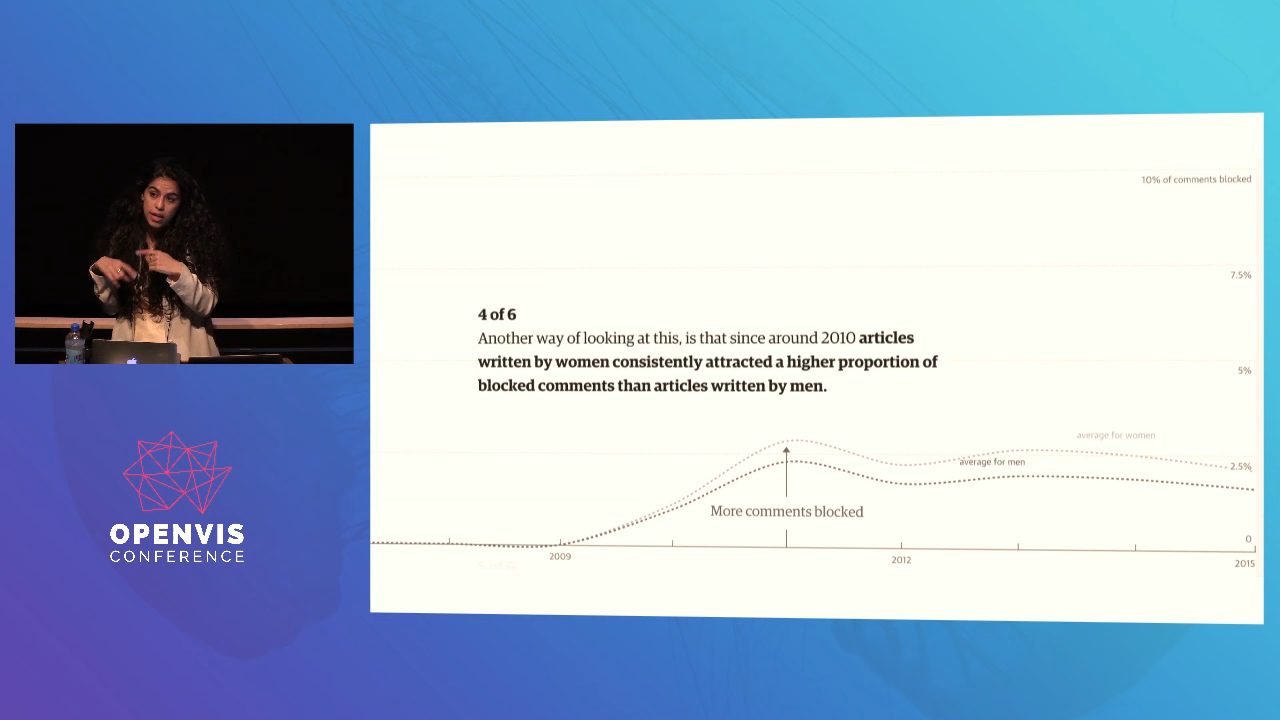 10% of comments blocked
7.5%
4 of 6
Another way of looking at this, is that since around 2010 articles
written by women consistently attracted a higher proportion of
blocked comments than articles written by men.
5%
average for women
average for men
2.5%
More comments blocked
0
2009
2012
2015
OPENVIS
CONFERENCE